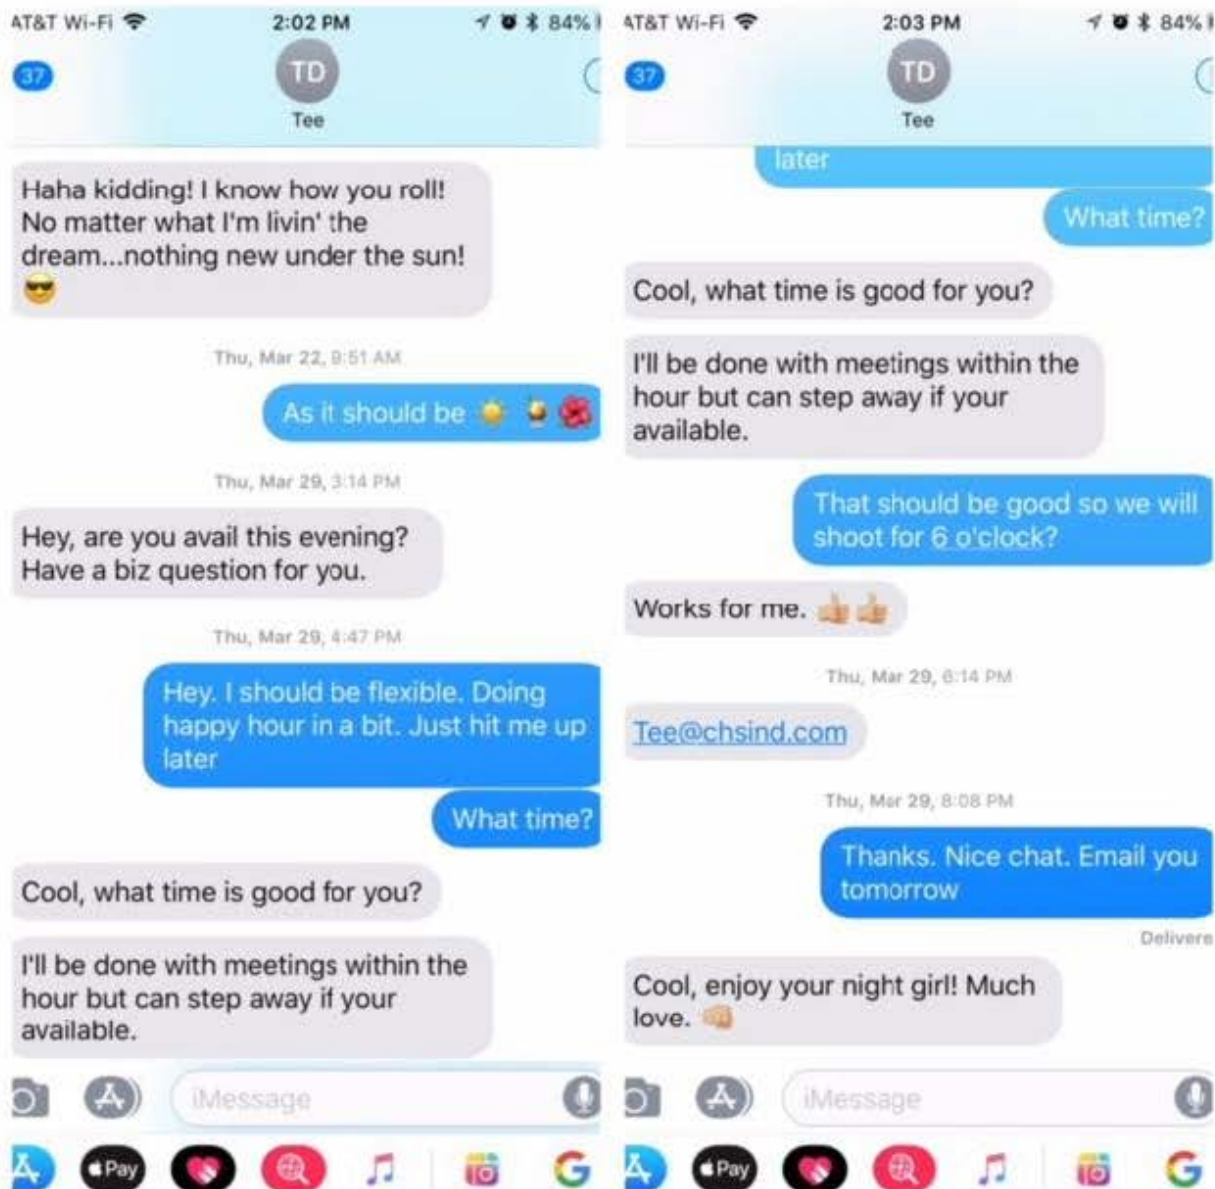 AT&T Wi-Fi 2:02 PM 84%
37
TD
Tee
Haha kidding! I know how you roll!
No matter what I'm livin' the
dream...nothing new under the sun!
😎
Thu, Mar 22, 9:51 AM
As it should be ☀️ 🌺
Thu, Mar 29, 3:14 PM
Hey, are you avail this evening?
Have a biz question for you.
Thu, Mar 29, 4:47 PM
Hey. I should be flexible. Doing
happy hour in a bit. Just hit me up
later
What time?
Cool, what time is good for you?
I'll be done with meetings within the
hour but can step away if your
available.
iMessage
Pay
G
AT&T Wi-Fi 2:03 PM 84%
37
TD
Tee
later
What time?
Cool, what time is good for you?
I'll be done with meetings within the
hour but can step away if your
available.
That should be good so we will
shoot for 6 o'clock?
Works for me. 👍🏼👍🏼
Thu, Mar 29, 6:14 PM
Tee@chsind.com
Thu, Mar 29, 8:08 PM
Thanks. Nice chat. Email you
tomorrow
Delivere
Cool, enjoy your night girl! Much
love. 👊🏼
iMessage
Pay
G